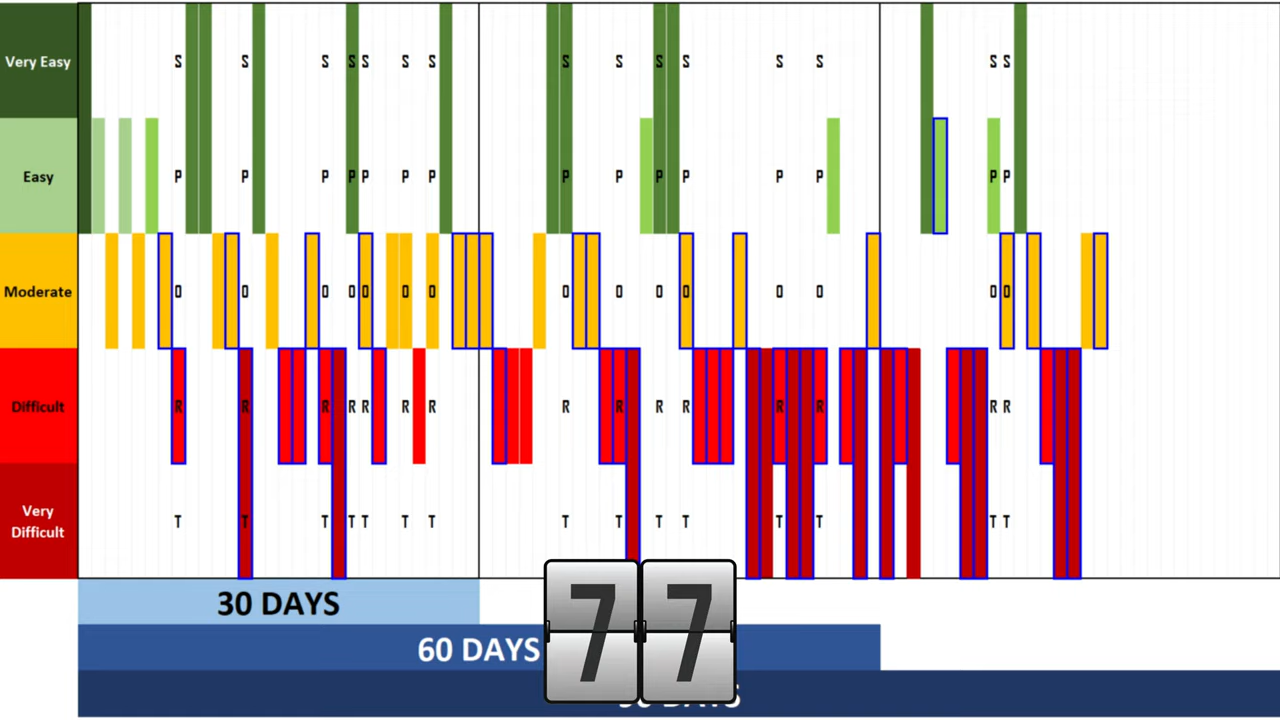 Very Easy S S S S S S S S S S S S S S S
Easy P P P P P P P P P P P P P P P
Moderate O O O O O O O O O O O O O O O
Difficult R R R R R R R R R R R R R R R
Very
Difficult T T T T T T T T T T T T T T T
30 DAYS
60 DAYS
77